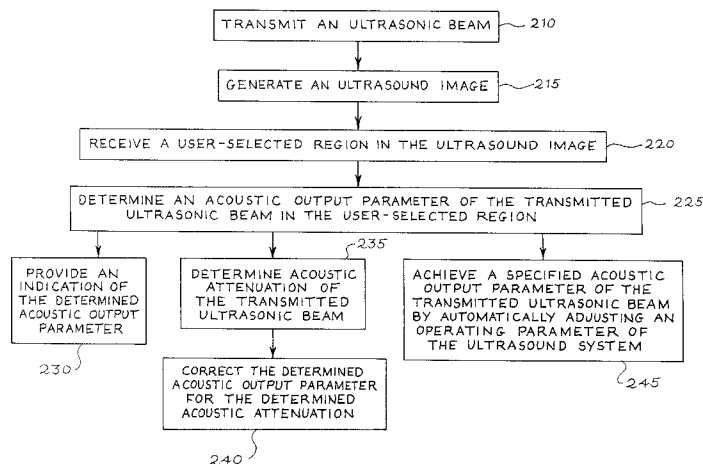 TRANSMIT AN ULTRASONIC BEAM
210
GENERATE AN ULTRASOUND IMAGE
215
RECEIVE A USER-SELECTED REGION IN THE ULTRASOUND IMAGE
220
DETERMINE AN ACOUSTIC OUTPUT PARAMETER OF THE TRANSMITTED
ULTRASONIC BEAM IN THE USER-SELECTED REGION
225
PROVIDE AN
INDICATION OF
THE DETERMINED
ACOUSTIC OUTPUT
PARAMETER
230
235
DETERMINE ACOUSTIC
ATTENUATION OF
THE TRANSMITTED
ULTRASONIC BEAM
CORRECT THE DETERMINED
ACOUSTIC OUTPUT PARAMETER
FOR THE DETERMINED
ACOUSTIC ATTENUATION
240
ACHIEVE A SPECIFIED ACOUSTIC
OUTPUT PARAMETER OF THE
TRANSMITTED ULTRASONIC BEAM
BY AUTOMATICALLY ADJUSTING AN
OPERATING PARAMETER OF
THE ULTRASOUND SYSTEM
245